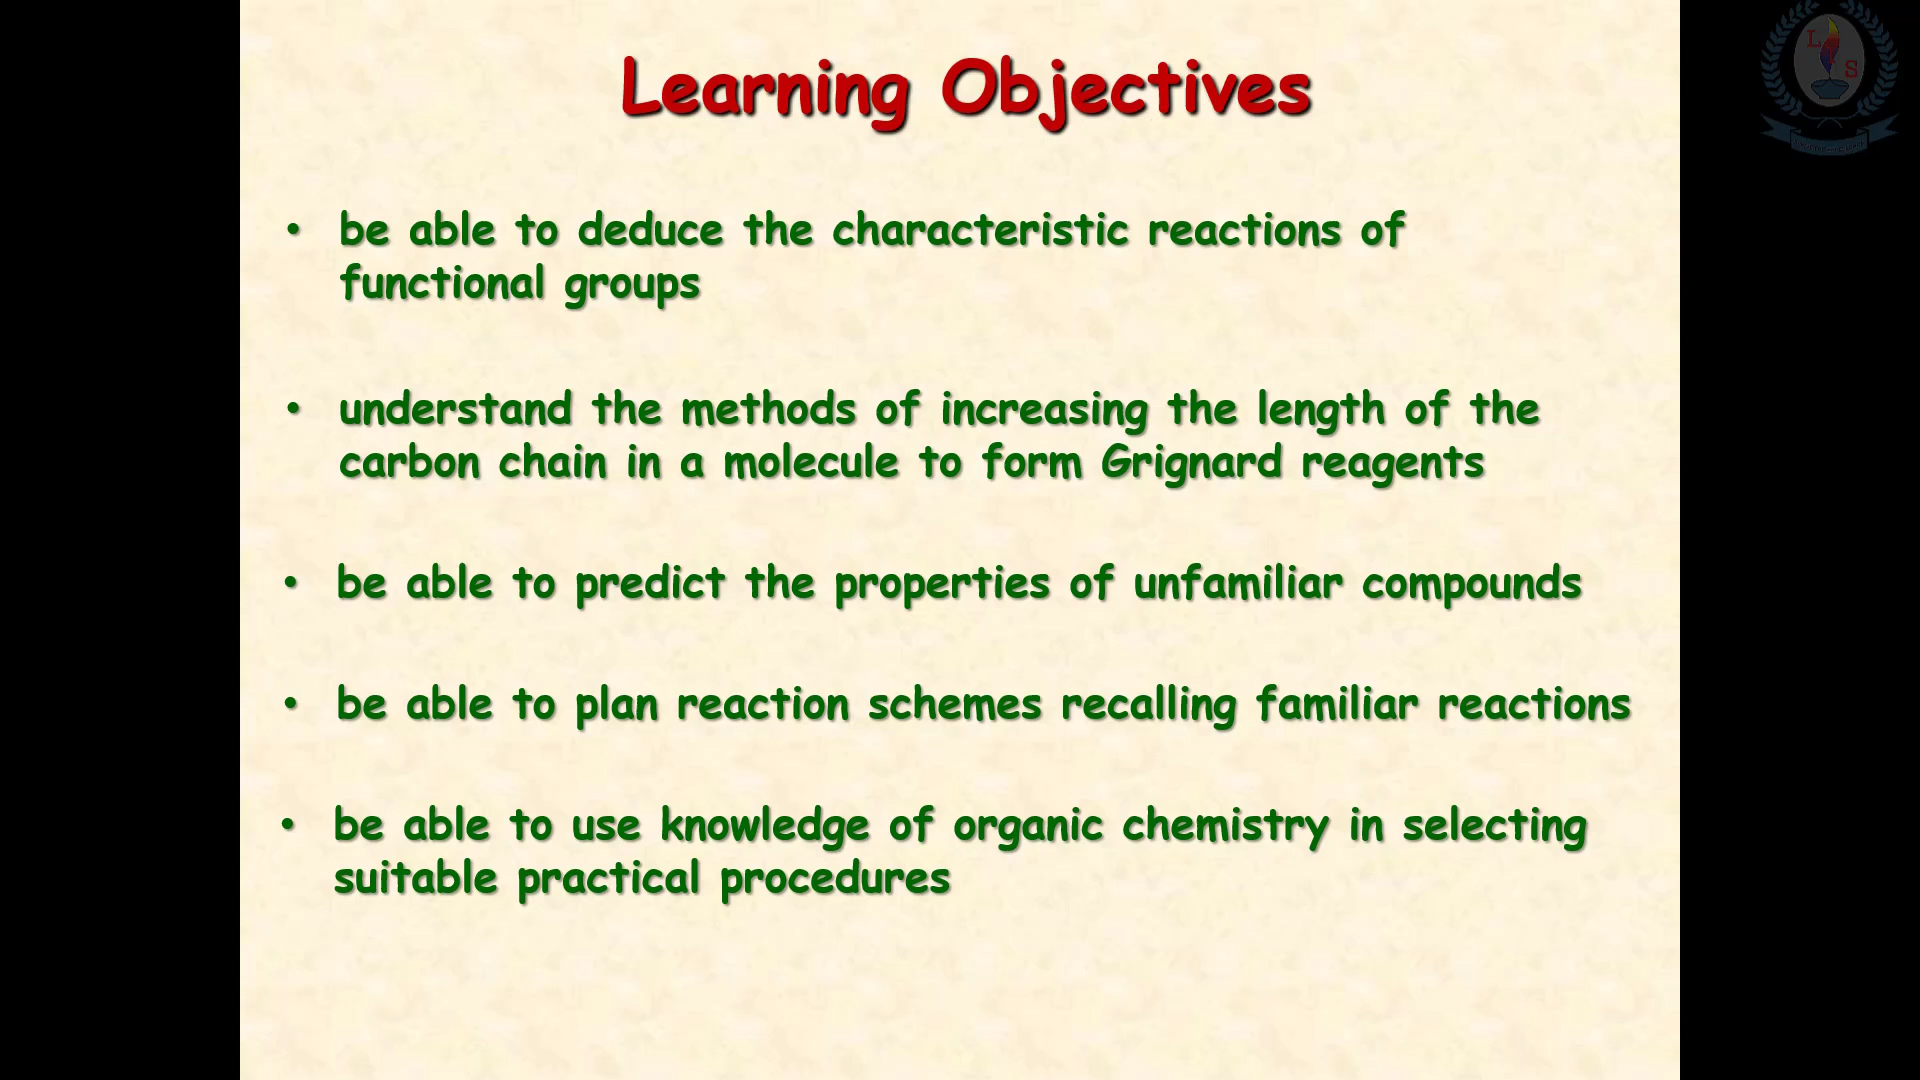 Learning Objectives
• be able to deduce the characteristic reactions of
functional groups
• understand the methods of increasing the length of the
carbon chain in a molecule to form Grignard reagents
• be able to predict the properties of unfamiliar compounds
• be able to plan reaction schemes recalling familiar reactions
• be able to use knowledge of organic chemistry in selecting
suitable practical procedures
L
S